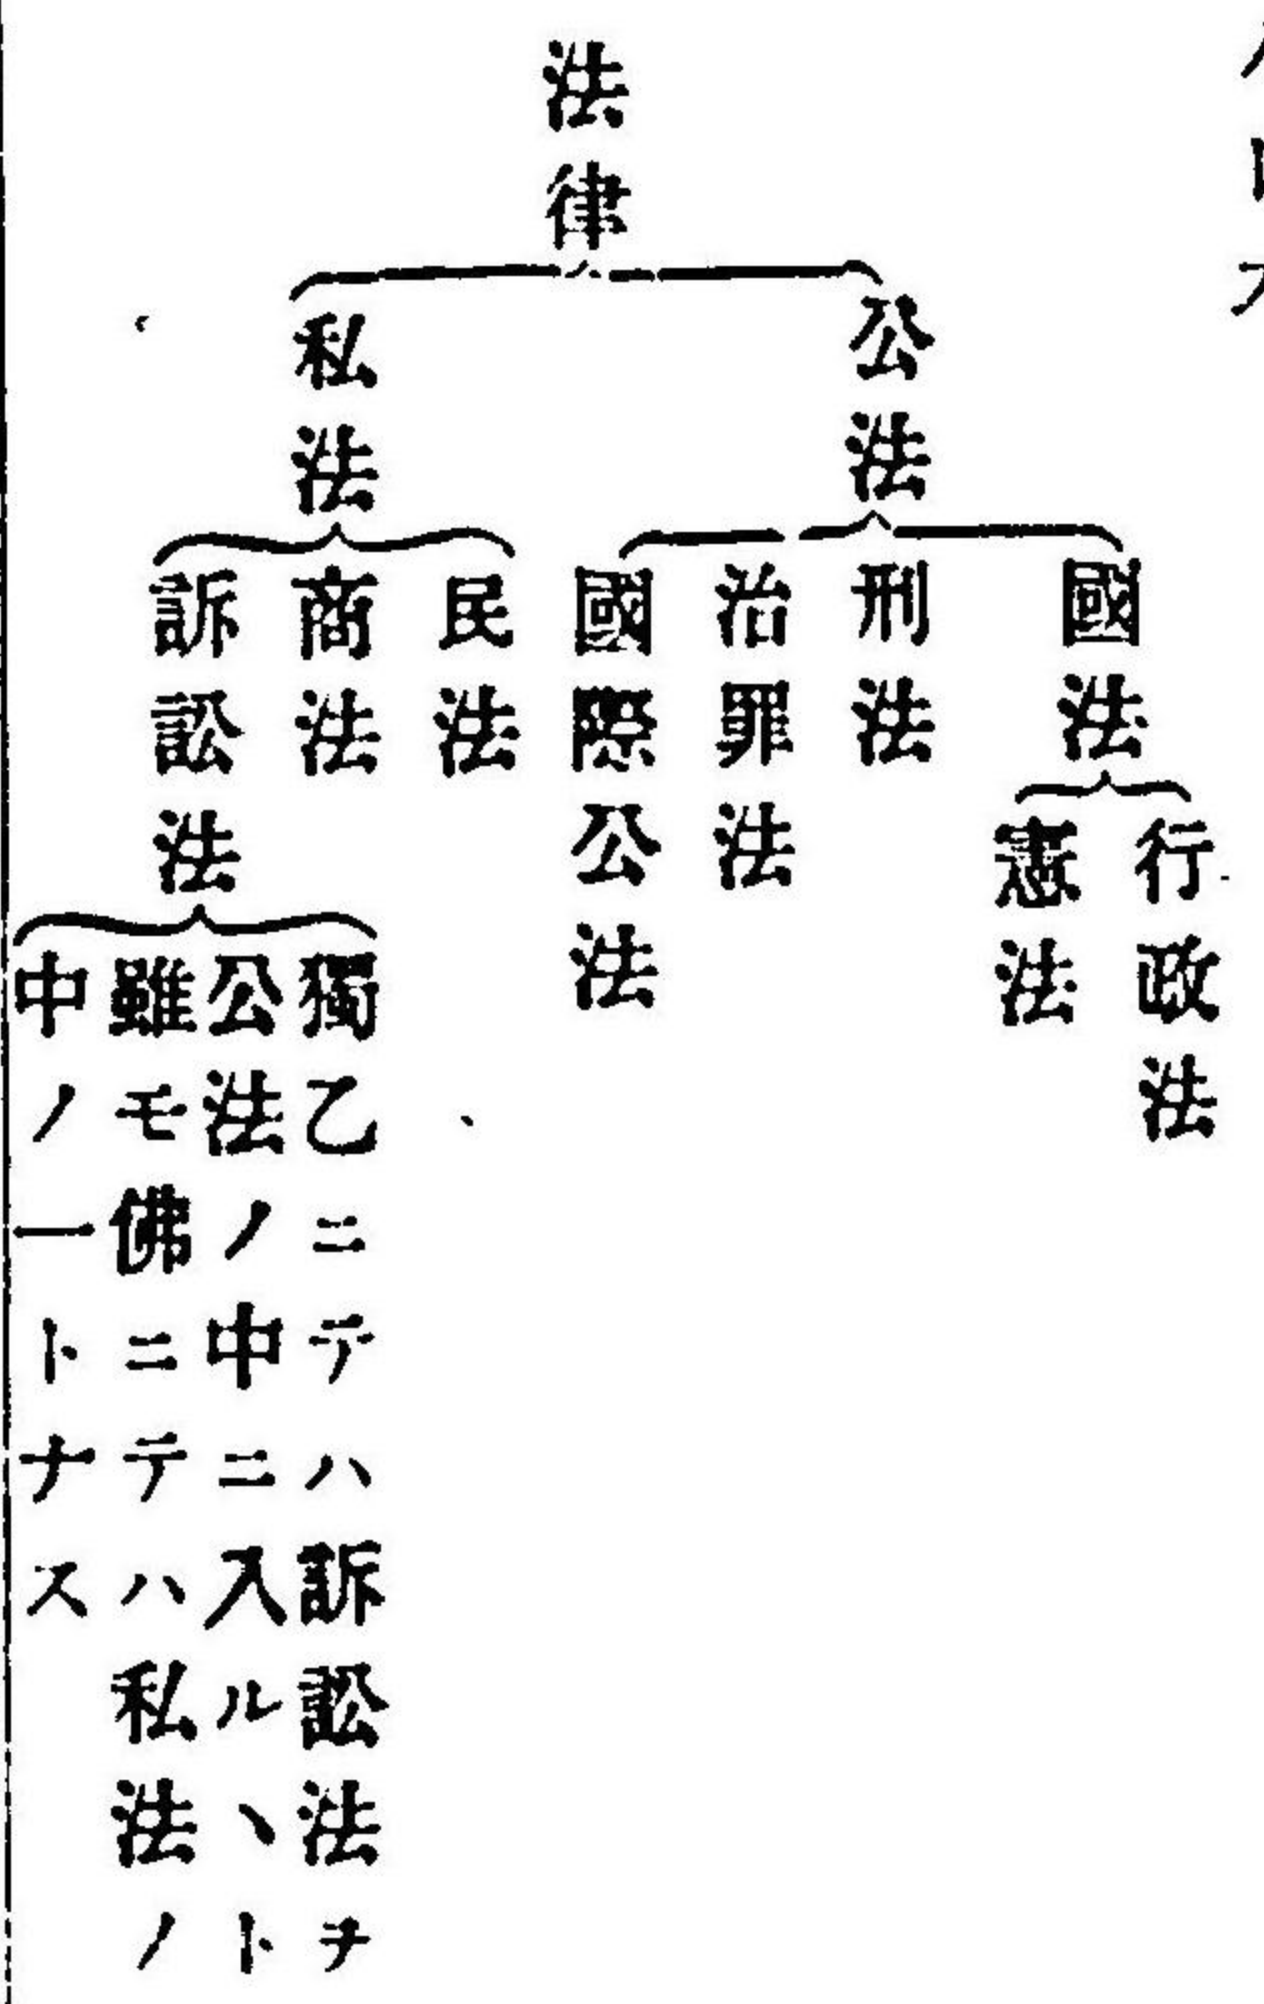 法律
公法
國法
行政法
憲法
刑法
治罪法
國際公法
私法
民法
商法
訴訟法
獨乙ニテハ訴訟法ヲ
公法ノ中ニ入ルヽト
雖モ佛ニテハ私法ノ
中ノ一トナス